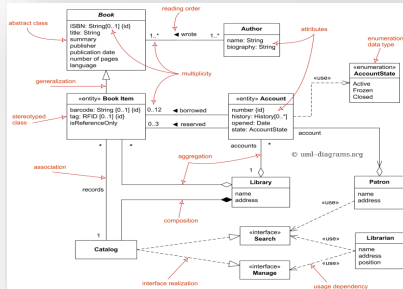 abstract class
Book
ISBN: String[0..1] {id}
title: String
summary
publisher
publication date
number of pages
language
reading order
1..*
◄ wrote
1..*
Author
name: String
biography: String
attributes
enumeration
data type
«enumeration»
AccountState
Active
Frozen
Closed
generalization
multiplicity
«use»
stereotyped
class
«entity» Book Item
barcode: String [0..1] {id}
tag: RFID [0..1] {id}
isReferenceOnly
0..12
◄ borrowed
0..3
◄ reserved
«entity» Account
number {id}
history: History[0..*]
opened: Date
state: AccountState
*
*
accounts
*
account
© uml-diagrams.org
association
aggregation
records
composition
1
Library
name
address
Patron
name
address
1
Catalog
«interface»
Search
«interface»
Manage
«use»
«use»
«use»
Librarian
name
address
position
interface realization
usage dependency